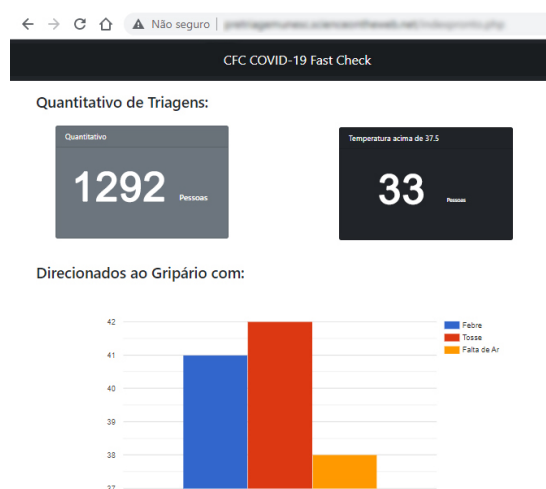 Não seguro
CFC COVID-19 Fast Check
Quantitativo de Triagens:
Quantitativo
1292 Pessoas
Temperatura acima de 37.5
33 Pessoas
Direcionados ao Gripário com:
42
41
40
39
38
37
Febre
Tosse
Falta de Ar